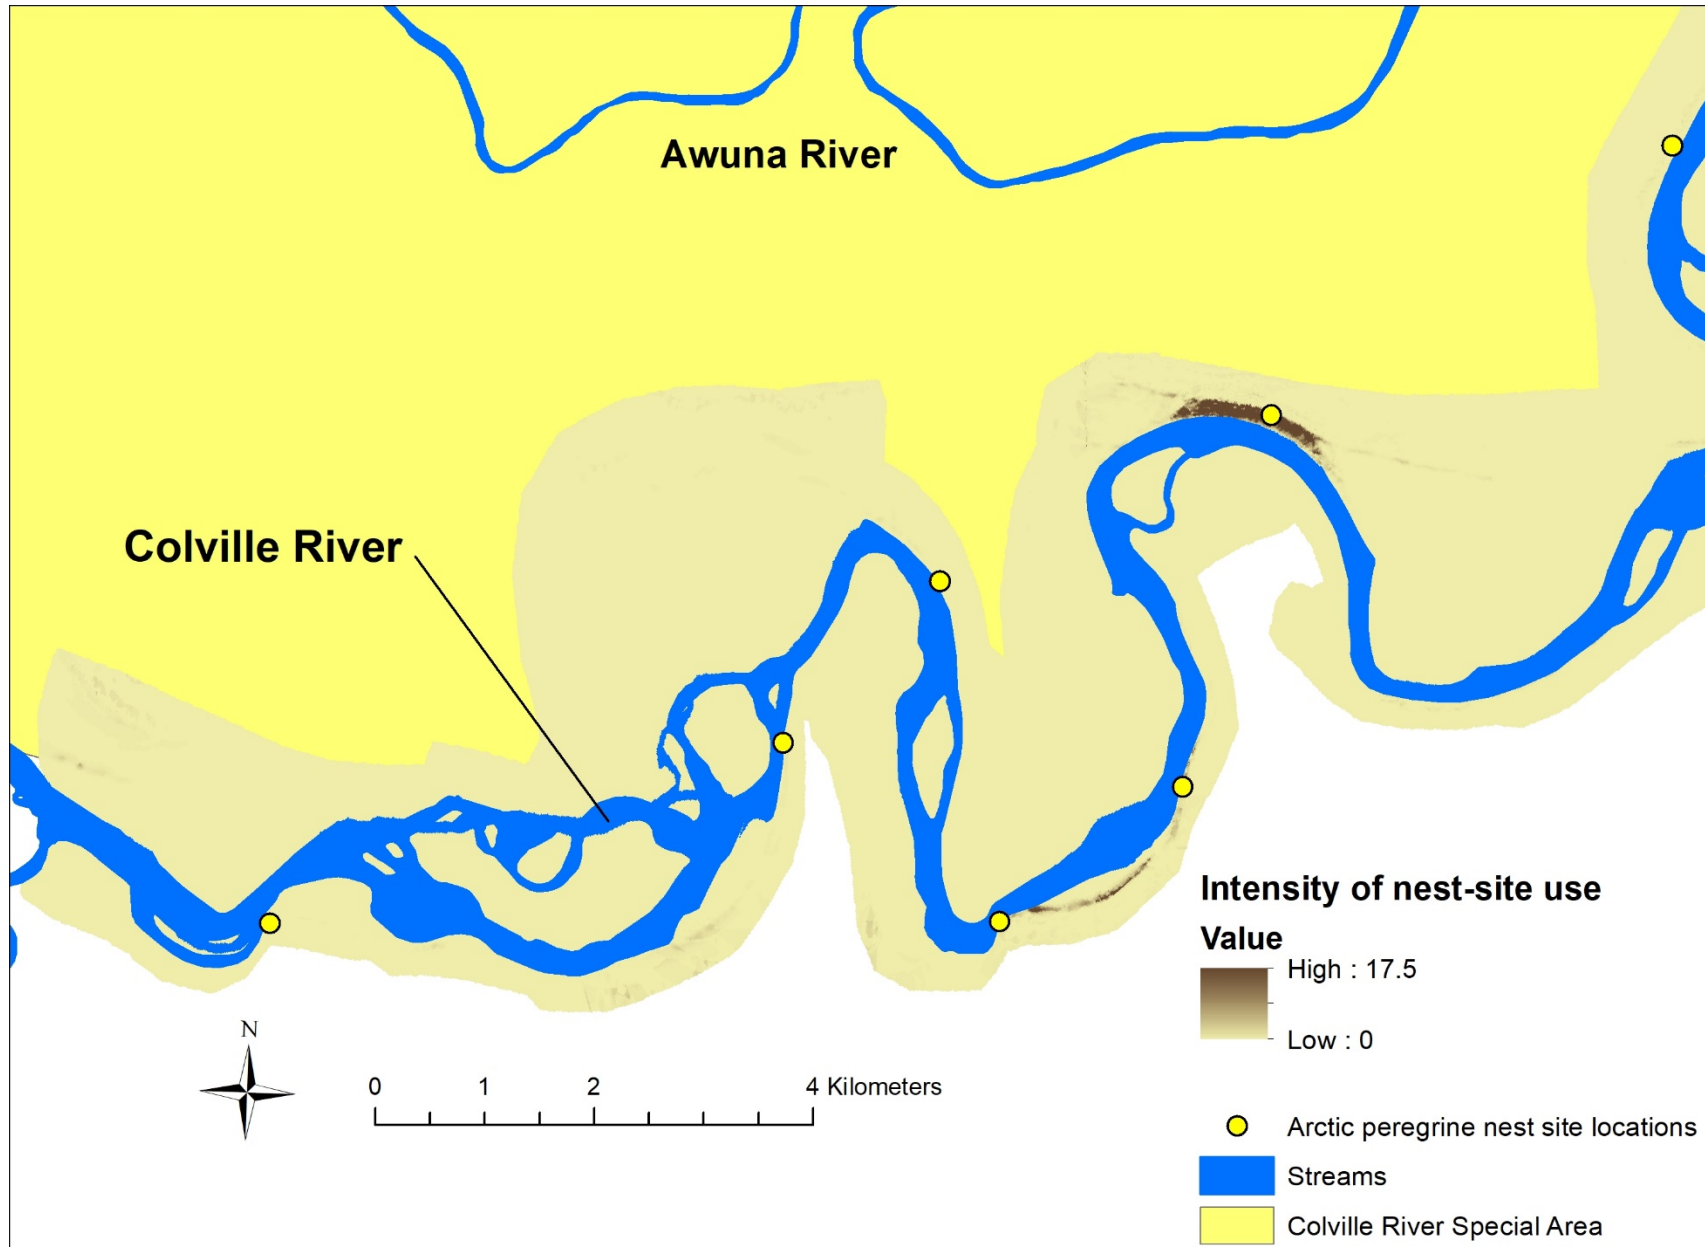 Awuna River
Colville River
Intensity of nest-site use
Value
High : 17.5
Low : 0
N
0 1 2 4 Kilometers
Arctic peregrine nest site locations
Streams
Colville River Special Area